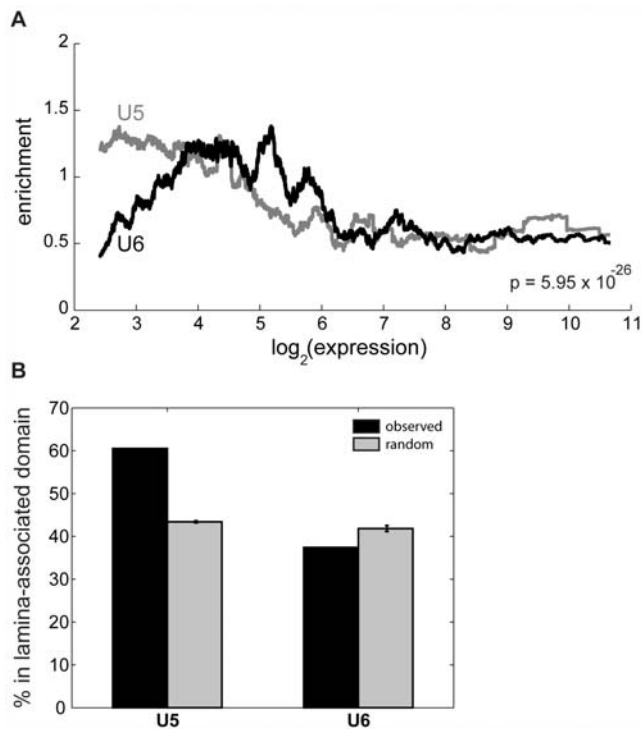 A
2
1.5
1
0.5
0
enrichment
U5
U6
p = 5.95 x 10-26
2 3 4 5 6 7 8 9 10 11
log2(expression)
B
70
60
50
40
30
20
10
0
% in lamina-associated domain
observed
random
U5 U6